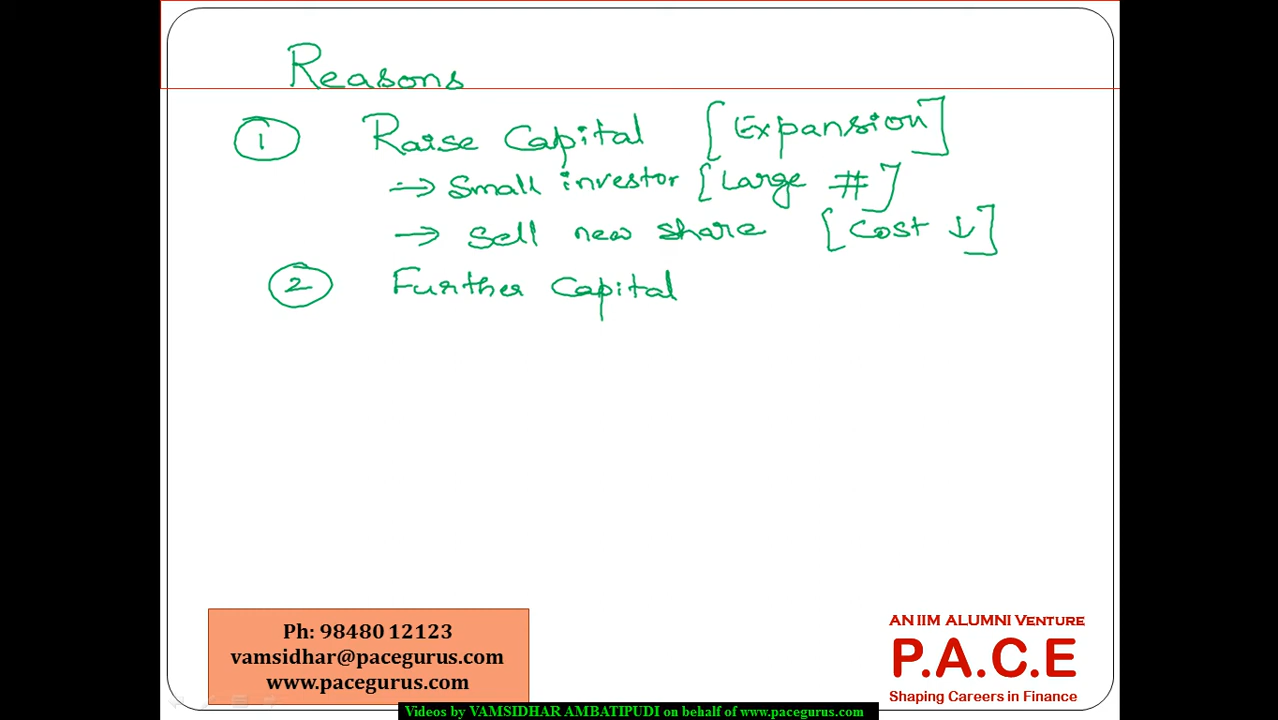 Reasons
1 Raise Capital [Expansion]
→ Small investor [Large #]
→ Sell new share [Cost ↓]
2 Further Capital
Ph: 98480 12123
vamsidhar@pacegurus.com
www.pacegurus.com
AN IIM ALUMNI VENTURE
P.A.C.E
Shaping Careers in Finance
Videos by VAMSIDHAR AMBATIPUDI on behalf of www.pacegurus.com